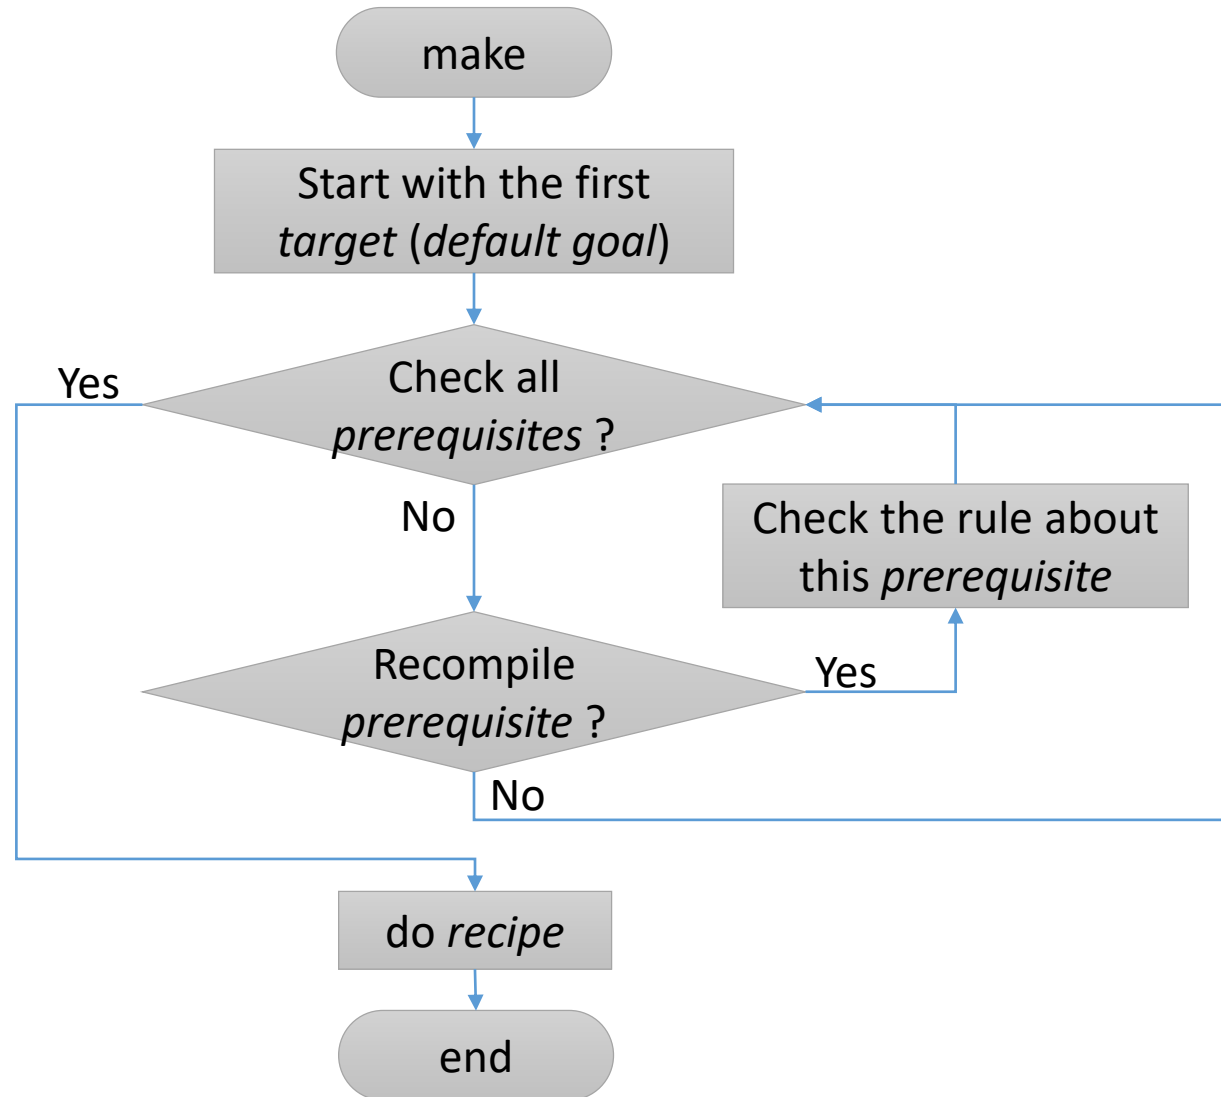 make
Start with the first
target (default goal)
Yes
Check all
prerequisites ?
No
Check the rule about
this prerequisite
Recompile
prerequisite ?
Yes
No
do recipe
end